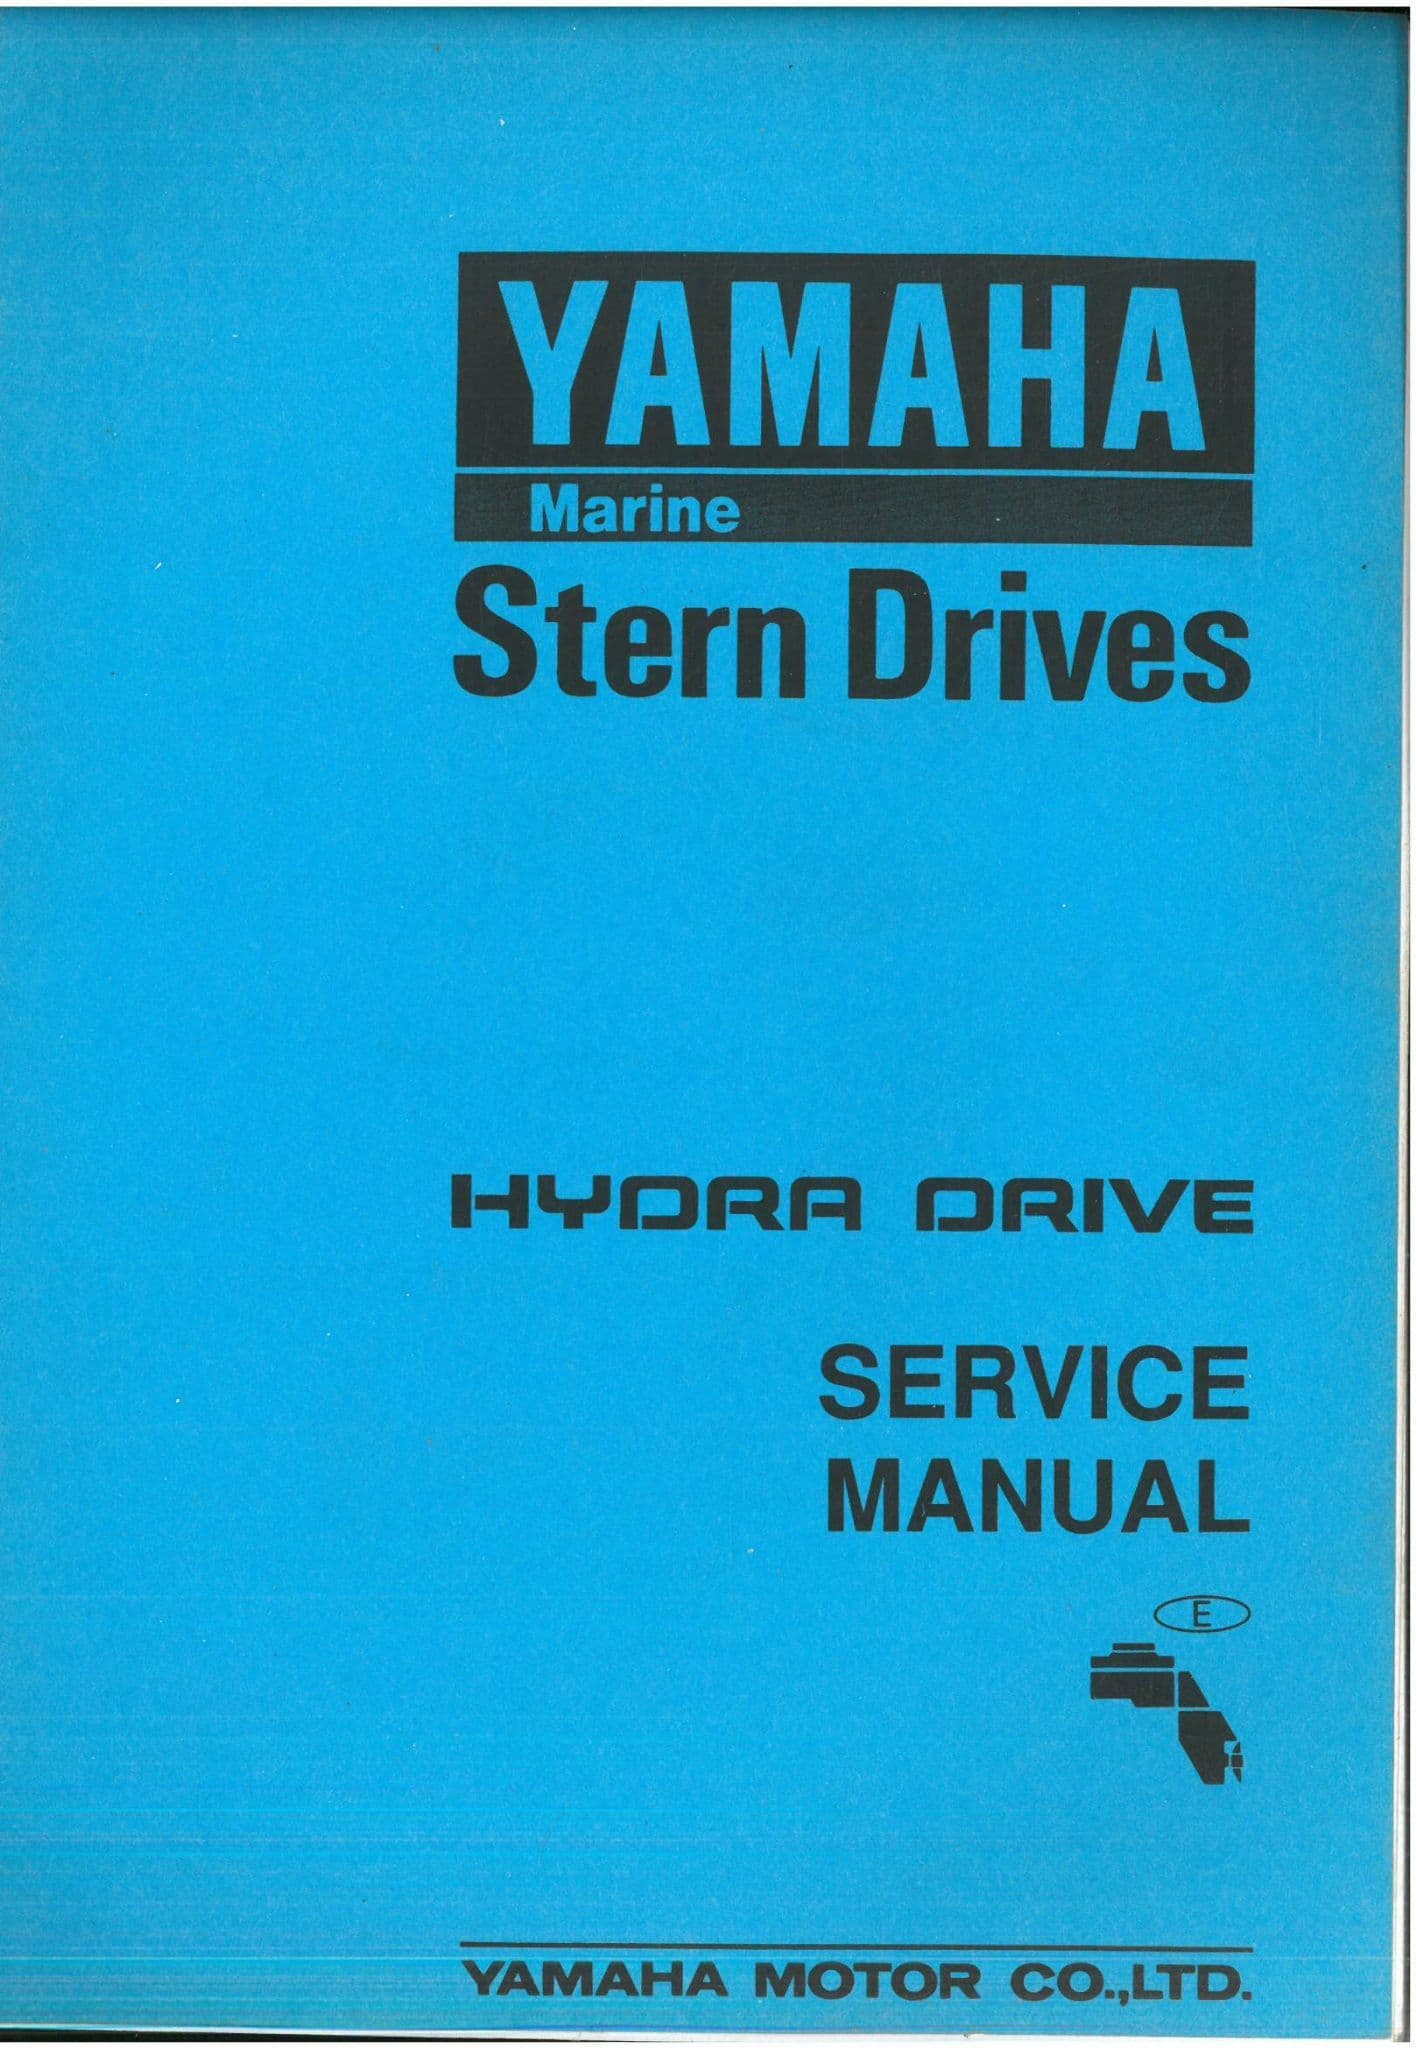 YAMAHA
Marine
Stern Drives
HYDRA DRIVE
SERVICE
MANUAL
E
YAMAHA MOTOR CO.,LTD.